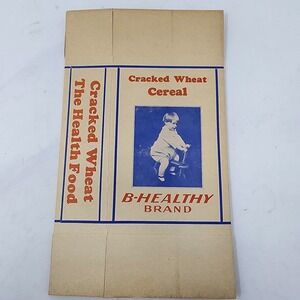 Cracked Wheat
The Health Food
Cracked Wheat
Cereal
B-HEALTHY
BRAND